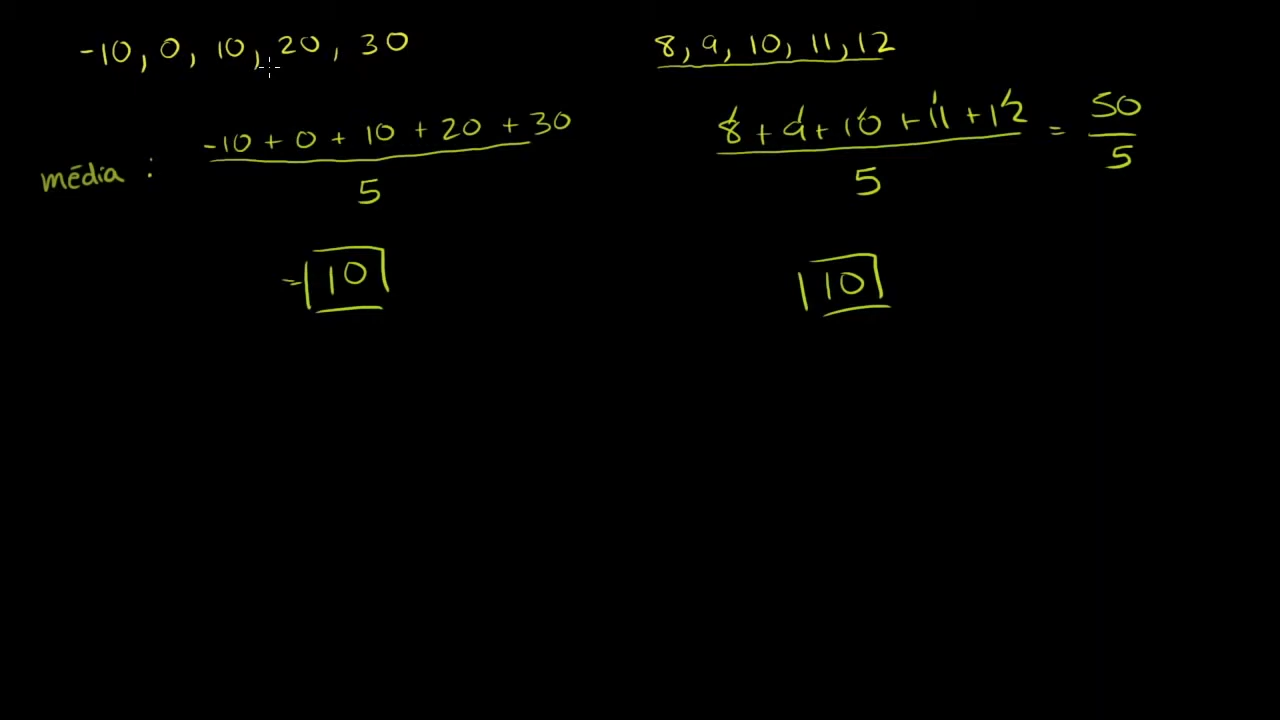 -10, 0, 10, 20, 30
8, 9, 10, 11, 12
média :
-10 + 0 + 10 + 20 + 30
5
= 10
8 + 9 + 10 + 11 + 12 = 50
5 5
10